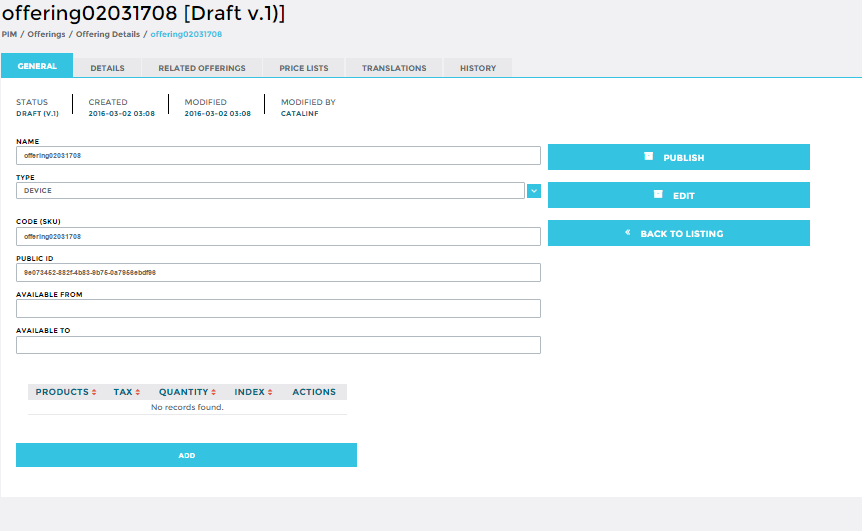 offering02031708 [Draft v.1)]
PIM / Offerings / Offering Details / offering02031708
GENERAL DETAILS RELATED OFFERINGS PRICE LISTS TRANSLATIONS HISTORY
STATUS CREATED MODIFIED MODIFIED BY
DRAFT (V.1) 2016-03-02 03:08 2016-03-02 03:08 CATALINF
NAME
offering02031708
PUBLISH
TYPE
DEVICE
EDIT
CODE (SKU)
offering02031708
« BACK TO LISTING
PUBLIC ID
9e073452-882f-4b83-9b75-0a7956ebdf96
AVAILABLE FROM
AVAILABLE TO
PRODUCTS TAX QUANTITY INDEX ACTIONS
No records found.
ADD